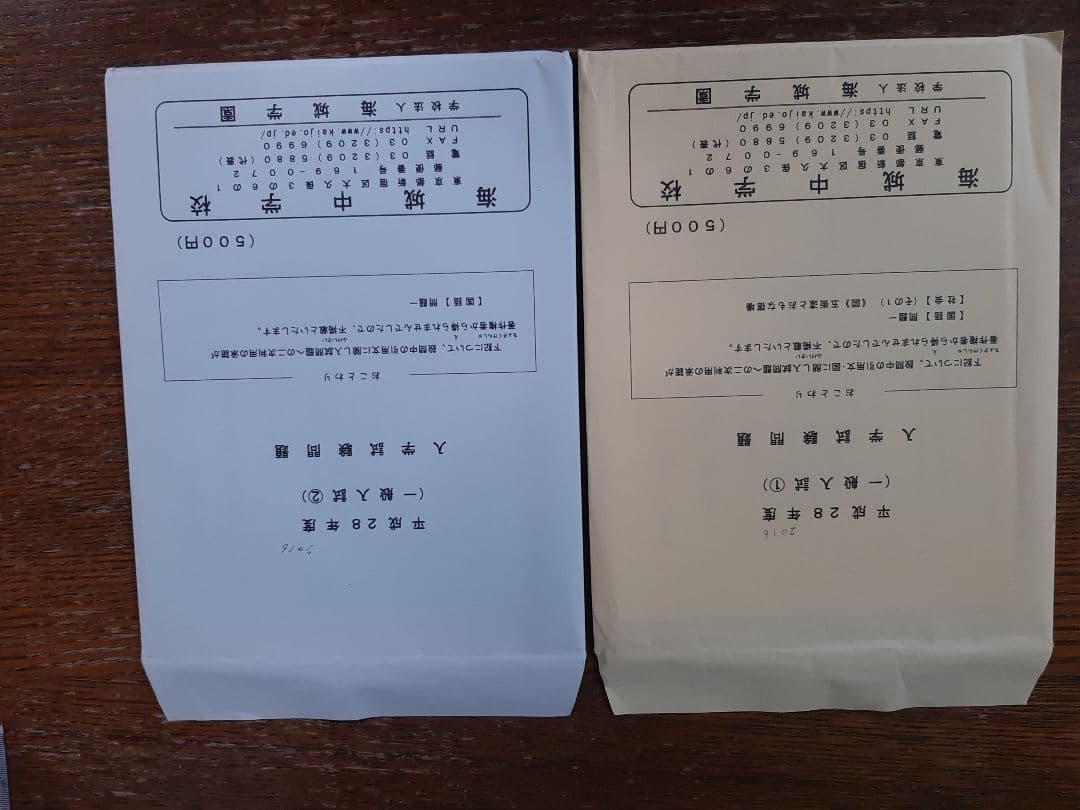 2016
平成28年度
(一般入試①)
入学試験問題
おことわり
下記について、設問の中の引用文・図に関し入試問題への二次利用の承諾が
著作権者から得られませんでしたので、不掲載といたします。
【国語】問題一
【社会】(その1) 《図》五街道とおもな宿場
(500円)
海城中学校
東京都新宿区大久保3の6の1
郵便番号 169-0072
電話 03(3209)5880(代表)
FAX 03(3209)6990
URL https://www.kaijo.ed.jp/
学校法人 海城学園
2016
平成28年度
(一般入試②)
入学試験問題
おことわり
下記について、設問の中の引用文に関し入試問題への二次利用の承諾が
著作権者から得られませんでしたので、不掲載といたします。
【国語】問題一
(500円)
海城中学校
東京都新宿区大久保3の6の1
郵便番号 169-0072
電話 03(3209)5880(代表)
FAX 03(3209)6990
URL https://www.kaijo.ed.jp/
学校法人 海城学園